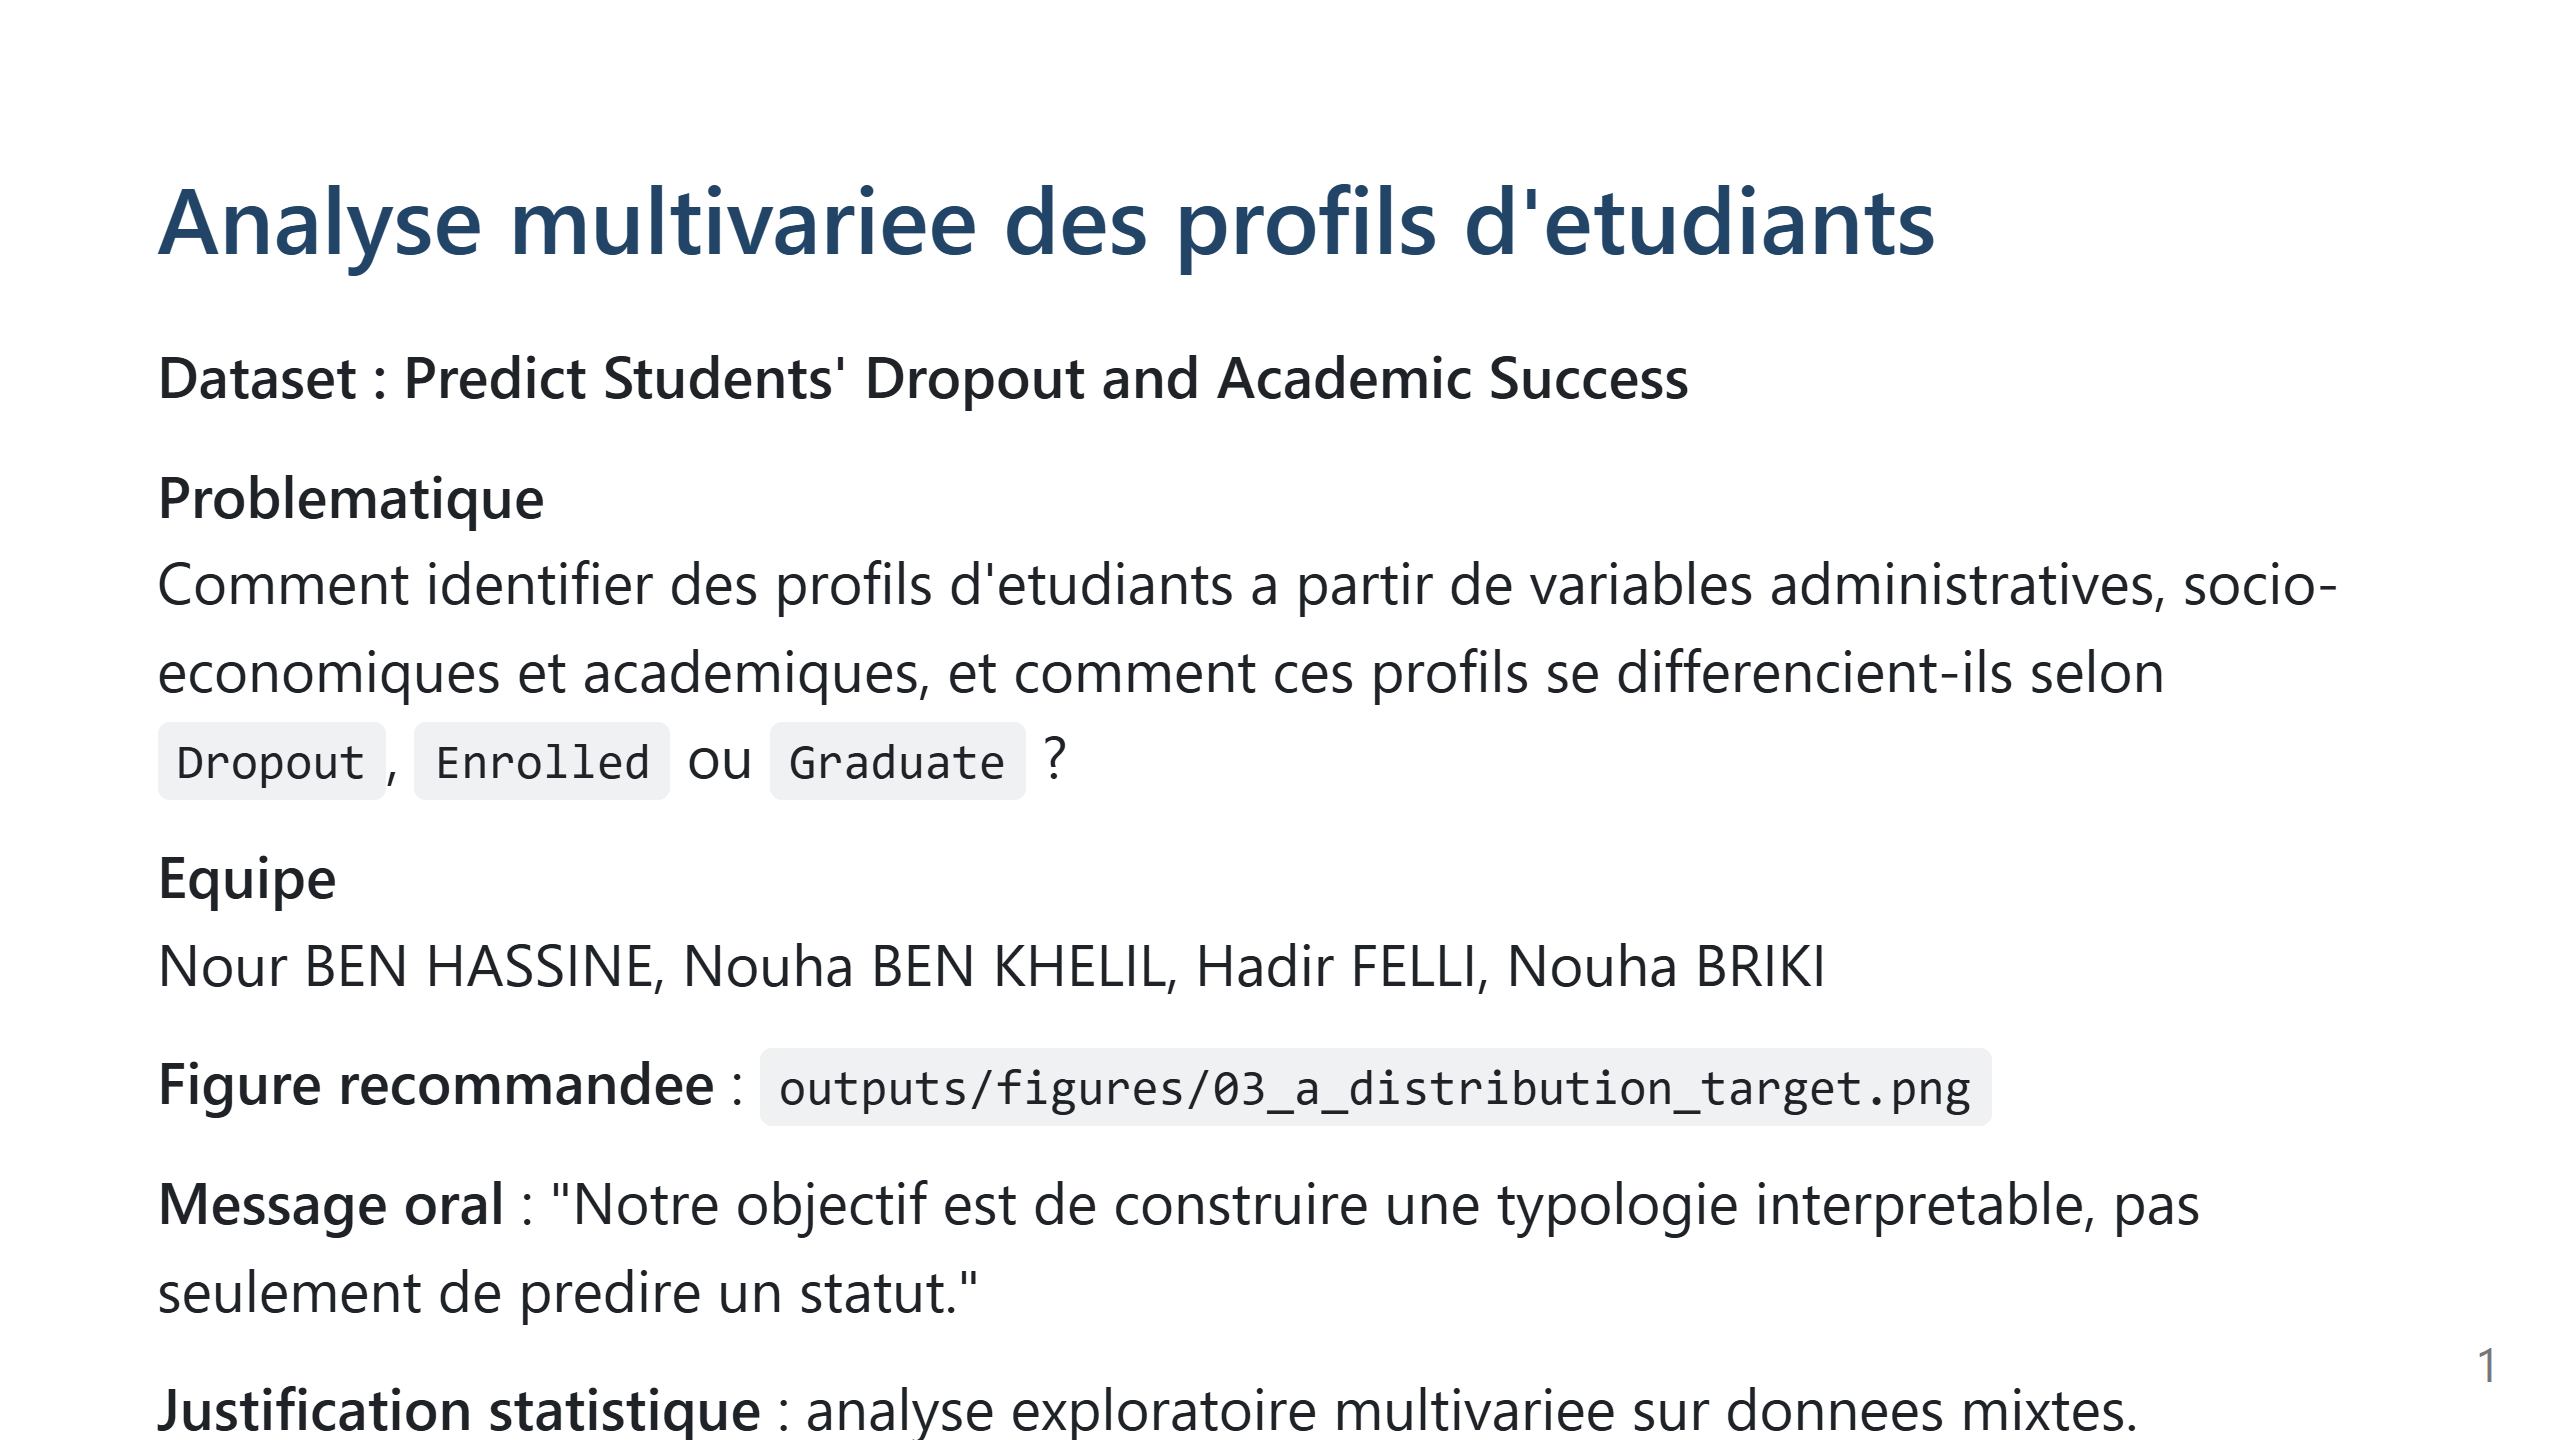 Analyse multivariee des profils d'etudiants
Dataset : Predict Students' Dropout and Academic Success
Problematique
Comment identifier des profils d'etudiants a partir de variables administratives, socio-
economiques et academiques, et comment ces profils se differencient-ils selon
Dropout, Enrolled ou Graduate ?
Equipe
Nour BEN HASSINE, Nouha BEN KHELIL, Hadir FELLI, Nouha BRIKI
Figure recommandee : outputs/figures/03_a_distribution_target.png
Message oral : "Notre objectif est de construire une typologie interpretable, pas
seulement de predire un statut."
1
Justification statistique : analyse exploratoire multivariee sur donnees mixtes.